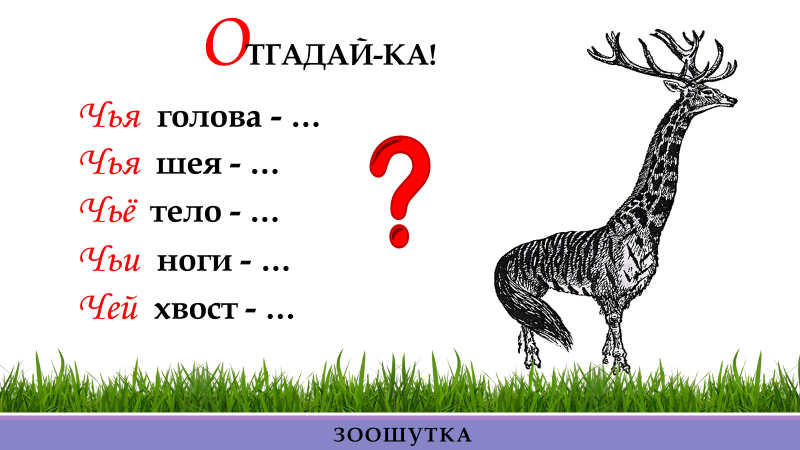 ОТГАДАЙ-КА!
Чья голова - ...
Чья шея - ...
Чьё тело - ...
Чьи ноги - ...
Чей хвост - ...
ЗООШУТКА